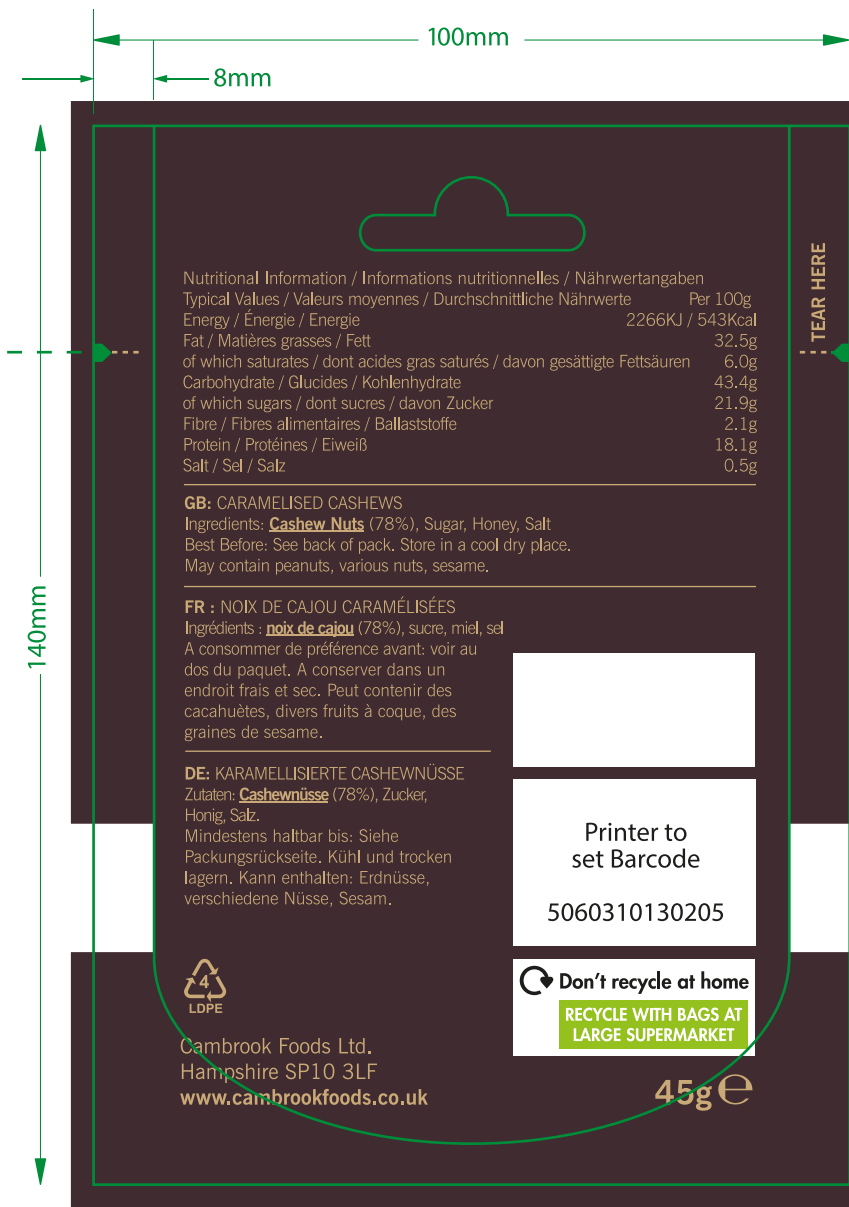 100mm
8mm
140mm
TEAR HERE
Nutritional Information / Informations nutritionnelles / Nährwertangaben
Typical Values / Valeurs moyennes / Durchschnittliche Nährwerte Per 100g
Energy / Énergie / Energie 2266KJ / 543Kcal
Fat / Matières grasses / Fett 32.5g
of which saturates / dont acides gras saturés / davon gesättigte Fettsäuren 6.0g
Carbohydrate / Glucides / Kohlenhydrate 43.4g
of which sugars / dont sucres / davon Zucker 21.9g
Fibre / Fibres alimentaires / Ballaststoffe 2.1g
Protein / Protéines / Eiweiß 18.1g
Salt / Sel / Salz 0.5g
GB: CARAMELISED CASHEWS
Ingredients: Cashew Nuts (78%), Sugar, Honey, Salt
Best Before: See back of pack. Store in a cool dry place.
May contain peanuts, various nuts, sesame.
FR : NOIX DE CAJOU CARAMÉLISÉES
Ingrédients : noix de cajou (78%), sucre, miel, sel
A consommer de préférence avant: voir au
dos du paquet. A conserver dans un
endroit frais et sec. Peut contenir des
cacahuètes, divers fruits à coque, des
graines de sesame.
DE: KARAMELLISIERTE CASHEWNÜSSE
Zutaten: Cashewnüsse (78%), Zucker,
Honig, Salz.
Mindestens haltbar bis: Siehe
Packungsrückseite. Kühl und trocken
lagern. Kann enthalten: Erdnüsse,
verschiedene Nüsse, Sesam.
Printer to
set Barcode
5060310130205
4
LDPE
Don't recycle at home
RECYCLE WITH BAGS AT
LARGE SUPERMARKET
Cambrook Foods Ltd.
Hampshire SP10 3LF
www.cambrookfoods.co.uk
45g ℮